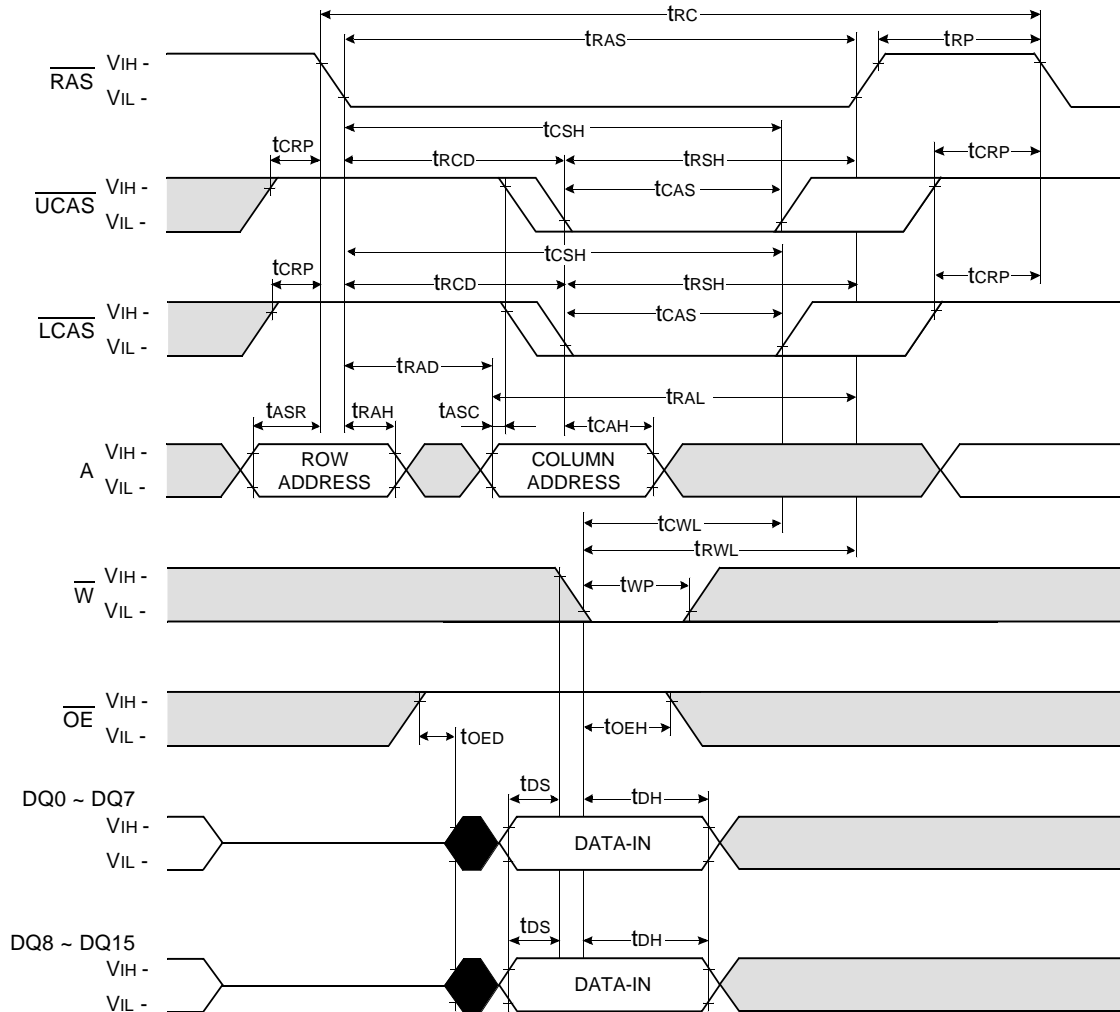 tRC
tRAS
tRP
RAS
VIH -
VIL -
tCSH
tCRP
tRCD
tRSH
tCRP
UCAS
VIH -
VIL -
tCAS
tCSH
tCRP
tRCD
tRSH
tCRP
LCAS
VIH -
VIL -
tCAS
tRAD
tRAL
tASR
tRAH
tASC
tCAH
A
VIH -
VIL -
ROW
ADDRESS
COLUMN
ADDRESS
tCWL
tRWL
W
VIH -
VIL -
tWP
OE
VIH -
VIL -
tOED
tOEH
DQ0 ~ DQ7
tDS
tDH
VIH -
VIL -
DATA-IN
DQ8 ~ DQ15
tDS
tDH
VIH -
VIL -
DATA-IN